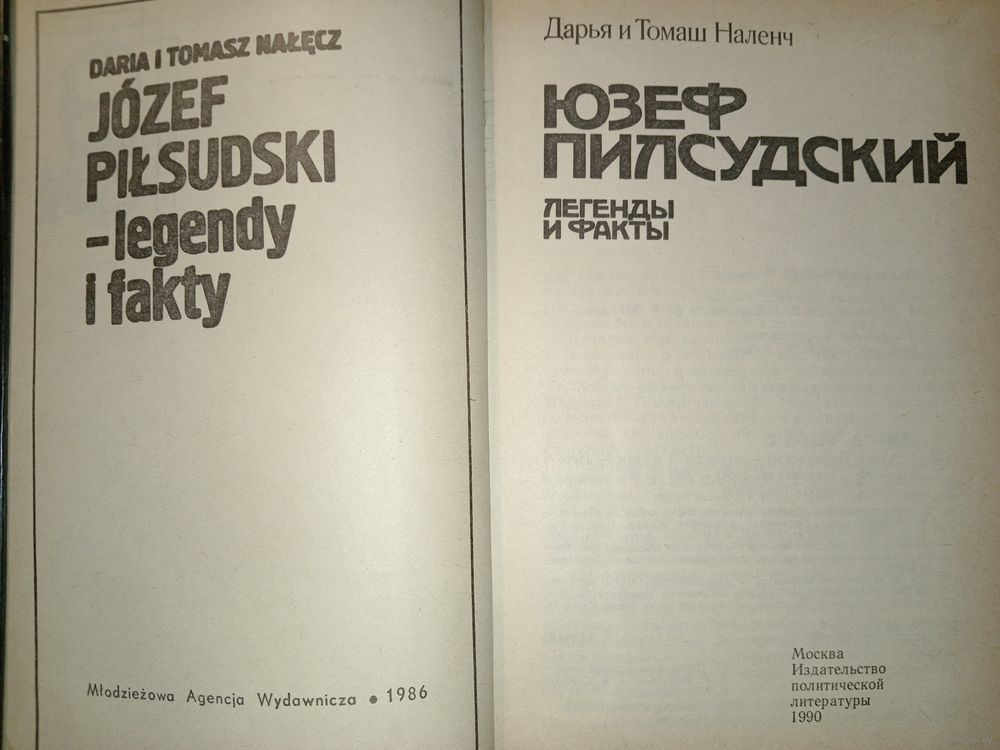 DARIA I TOMASZ NAŁĘCZ
JÓZEF
PIŁSUDSKI
–legendy
i fakty
Młodzieżowa Agencja Wydawnicza • 1986
Дарья и Томаш Наленч
ЮЗЕФ
ПИЛСУДСКИЙ
ЛЕГЕНДЫ
И ФАКТЫ
Москва
Издательство
политической
литературы
1990